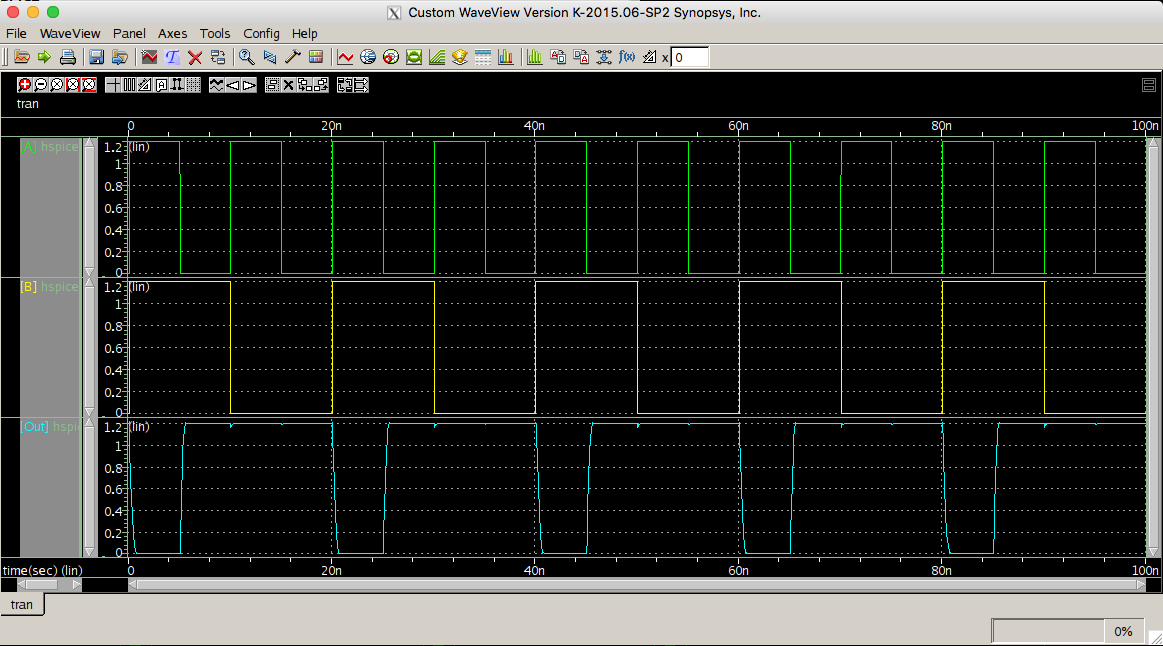 Custom WaveView Version K-2015.06-SP2 Synopsys, Inc.
File WaveView Panel Axes Tools Config Help
x 0
tran
0 20n 40n 60n 80n 100n
[A] hspice 1.2 (lin)
1
0.8
0.6
0.4
0.2
0
[B] hspice 1.2 (lin)
1
0.8
0.6
0.4
0.2
0
[Out] hspi 1.2 (lin)
1
0.8
0.6
0.4
0.2
0
time(sec) (lin) 0 20n 40n 60n 80n 100n
tran
0%